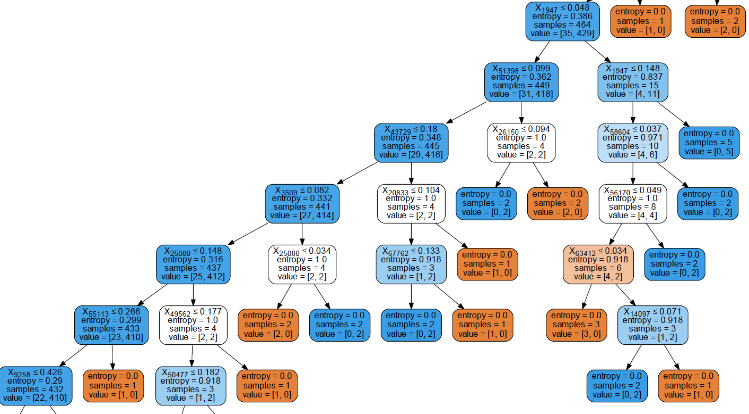 X1947 ≤ 0.048
entropy = 0.386
samples = 464
value = [35, 429]
entropy = 0.0
samples = 1
value = [1, 0]
entropy = 0.0
samples = 2
value = [2, 0]
X51398 ≤ 0.099
entropy = 0.362
samples = 449
value = [31, 418]
X1947 ≤ 0.148
entropy = 0.837
samples = 15
value = [4, 11]
X43729 ≤ 0.18
entropy = 0.348
samples = 445
value = [29, 416]
X26150 ≤ 0.094
entropy = 1.0
samples = 4
value = [2, 2]
X58604 ≤ 0.037
entropy = 0.971
samples = 10
value = [4, 6]
entropy = 0.0
samples = 5
value = [0, 5]
X3609 ≤ 0.082
entropy = 0.332
samples = 441
value = [27, 414]
X20833 ≤ 0.104
entropy = 1.0
samples = 4
value = [2, 2]
entropy = 0.0
samples = 2
value = [0, 2]
entropy = 0.0
samples = 2
value = [2, 0]
X56170 ≤ 0.049
entropy = 1.0
samples = 8
value = [4, 4]
entropy = 0.0
samples = 2
value = [0, 2]
X25080 ≤ 0.148
entropy = 0.316
samples = 437
value = [25, 412]
X25080 ≤ 0.034
entropy = 1.0
samples = 4
value = [2, 2]
X67762 ≤ 0.133
entropy = 0.918
samples = 3
value = [1, 2]
entropy = 0.0
samples = 1
value = [1, 0]
X63412 ≤ 0.034
entropy = 0.918
samples = 6
value = [4, 2]
entropy = 0.0
samples = 2
value = [0, 2]
X55113 ≤ 0.266
entropy = 0.299
samples = 433
value = [23, 410]
X49562 ≤ 0.177
entropy = 1.0
samples = 4
value = [2, 2]
entropy = 0.0
samples = 2
value = [2, 0]
entropy = 0.0
samples = 2
value = [0, 2]
entropy = 0.0
samples = 2
value = [0, 2]
entropy = 0.0
samples = 1
value = [1, 0]
entropy = 0.0
samples = 3
value = [3, 0]
X14097 ≤ 0.071
entropy = 0.918
samples = 3
value = [1, 2]
X9258 ≤ 0.426
entropy = 0.29
samples = 432
value = [22, 410]
entropy = 0.0
samples = 1
value = [1, 0]
X50477 ≤ 0.182
entropy = 0.918
samples = 3
value = [1, 2]
entropy = 0.0
samples = 1
value = [1, 0]
entropy = 0.0
samples = 2
value = [0, 2]
entropy = 0.0
samples = 1
value = [1, 0]